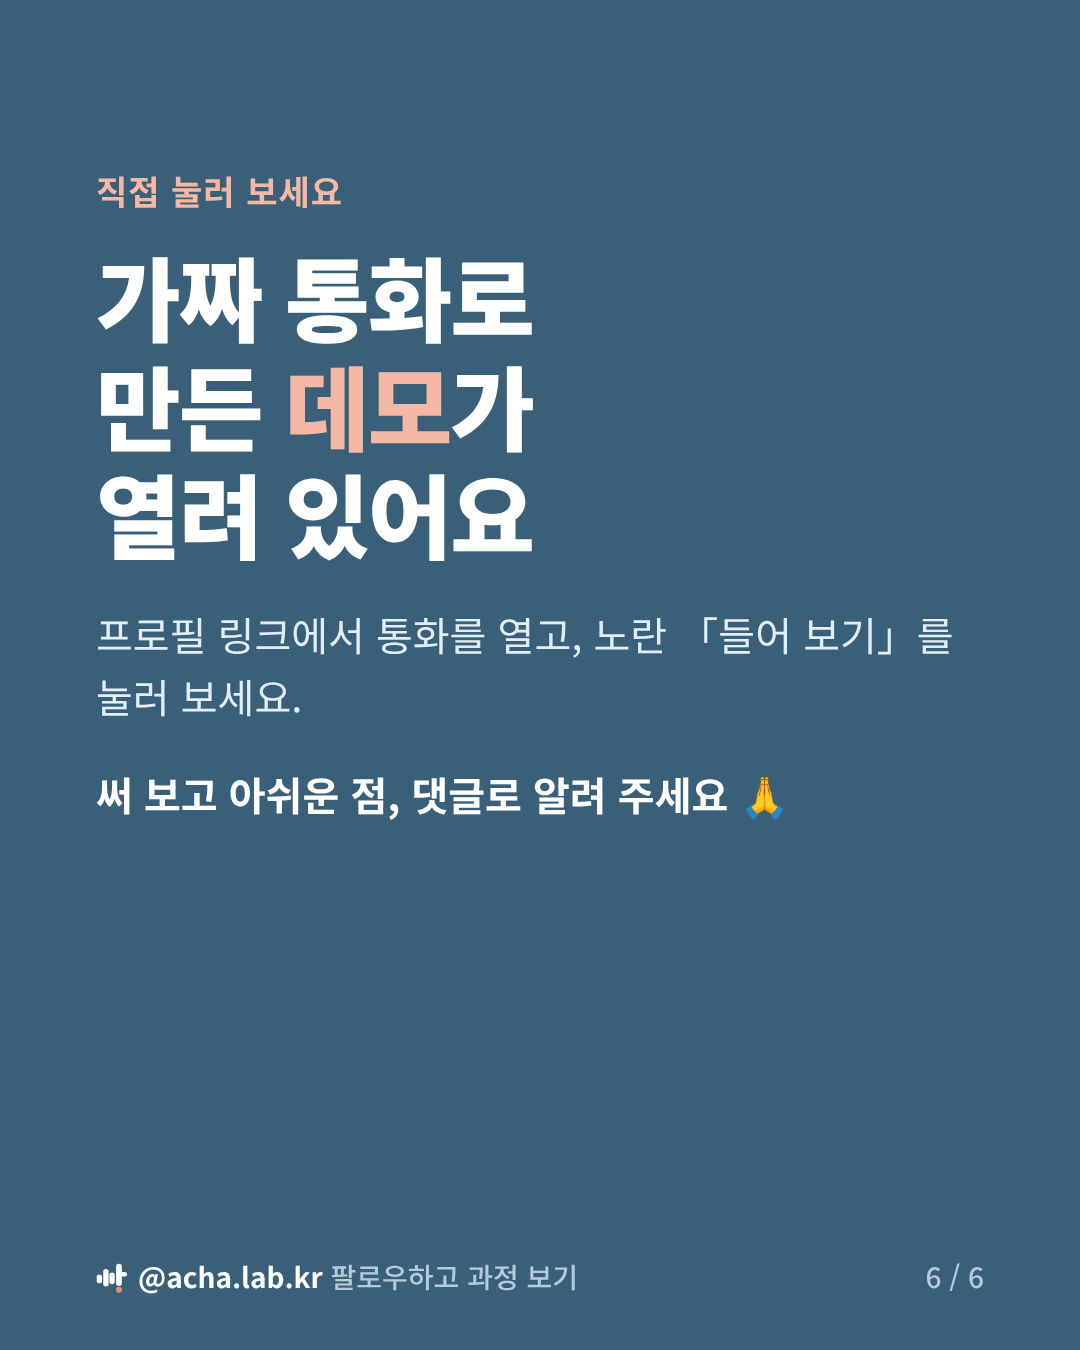 직접 눌러 보세요
가짜 통화로
만든 데모가
열려 있어요
프로필 링크에서 통화를 열고, 노란 「들어 보기」를
눌러 보세요.
써 보고 아쉬운 점, 댓글로 알려 주세요 🙏
@acha.lab.kr 팔로우하고 과정 보기
6 / 6